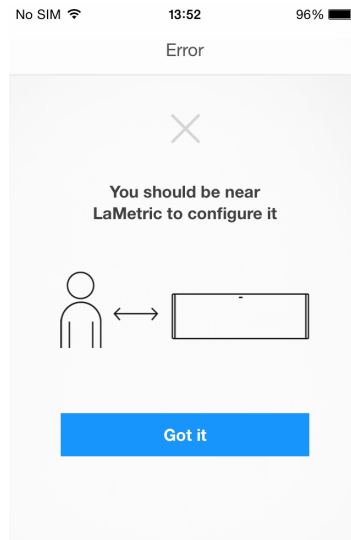 No SIM 13:52 96%
Error
You should be near
LaMetric to configure it
Got it